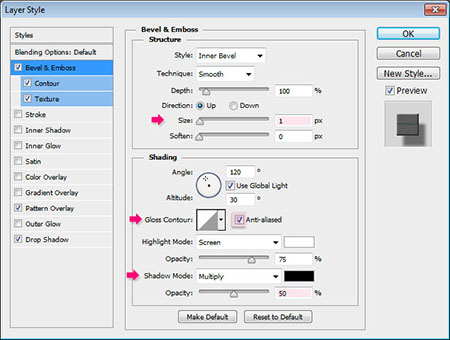 Layer Style
Styles
Blending Options: Default
Bevel & Emboss
Contour
Texture
Stroke
Inner Shadow
Inner Glow
Satin
Color Overlay
Gradient Overlay
Pattern Overlay
Outer Glow
Drop Shadow
Bevel & Emboss
Structure
Style: Inner Bevel
Technique: Smooth
Depth: 100 %
Direction: Up Down
Size: 1 px
Soften: 0 px
Shading
Angle: 120 °
Use Global Light
Altitude: 30 °
Gloss Contour: Anti-aliased
Highlight Mode: Screen
Opacity: 75 %
Shadow Mode: Multiply
Opacity: 50 %
Make Default Reset to Default
OK
Cancel
New Style...
Preview